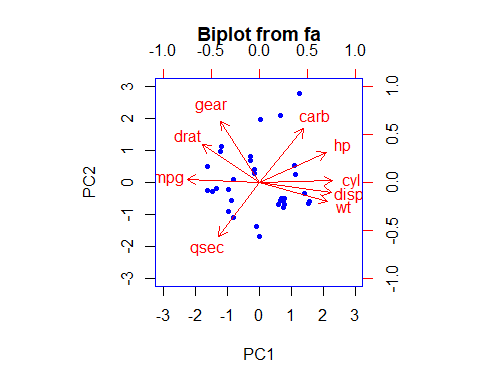 Biplot from fa
-1.0 0.0 0.5 1.0
3 1.0
gear carb
2
drat 0.5
hp
1
PC2 mpg cyl
0 0.0
disp
wt
-1 -0.5
qsec
-2
-3 -1.0
-3 -2 -1 0 1 2 3
PC1